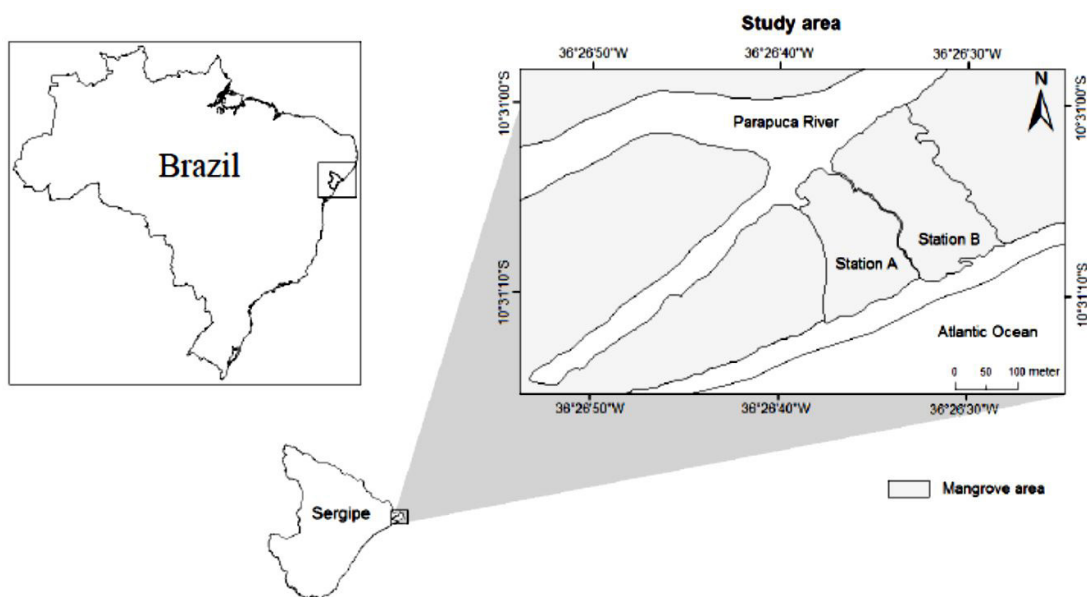 Study area
36°26'50"W
36°26'40"W
36°26'30"W
10°31'00"S
10°31'00"S
N
Parapuca River
Brazil
Station B
Station A
10°31'10"S
10°31'10"S
Atlantic Ocean
0 50 100 meter
36°26'50"W
36°26'40"W
36°26'30"W
Mangrove area
Sergipe